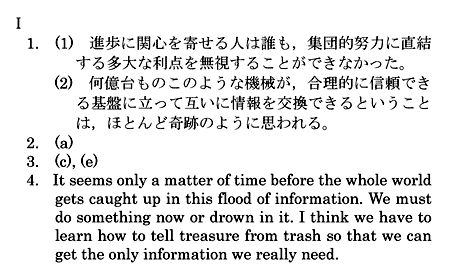 I
1. (1) 進歩に関心を寄せる人は誰も，集団的努力に直結
する多大な利点を無視することができなかった。
(2) 何億台ものこのような機械が，合理的に信頼でき
る基盤に立って互いに情報を交換できるということ
は，ほとんど奇跡のように思われる。
2. (a)
3. (c), (e)
4. It seems only a matter of time before the whole world
gets caught up in this flood of information. We must
do something now or drown in it. I think we have to
learn how to tell treasure from trash so that we can
get the only information we really need.